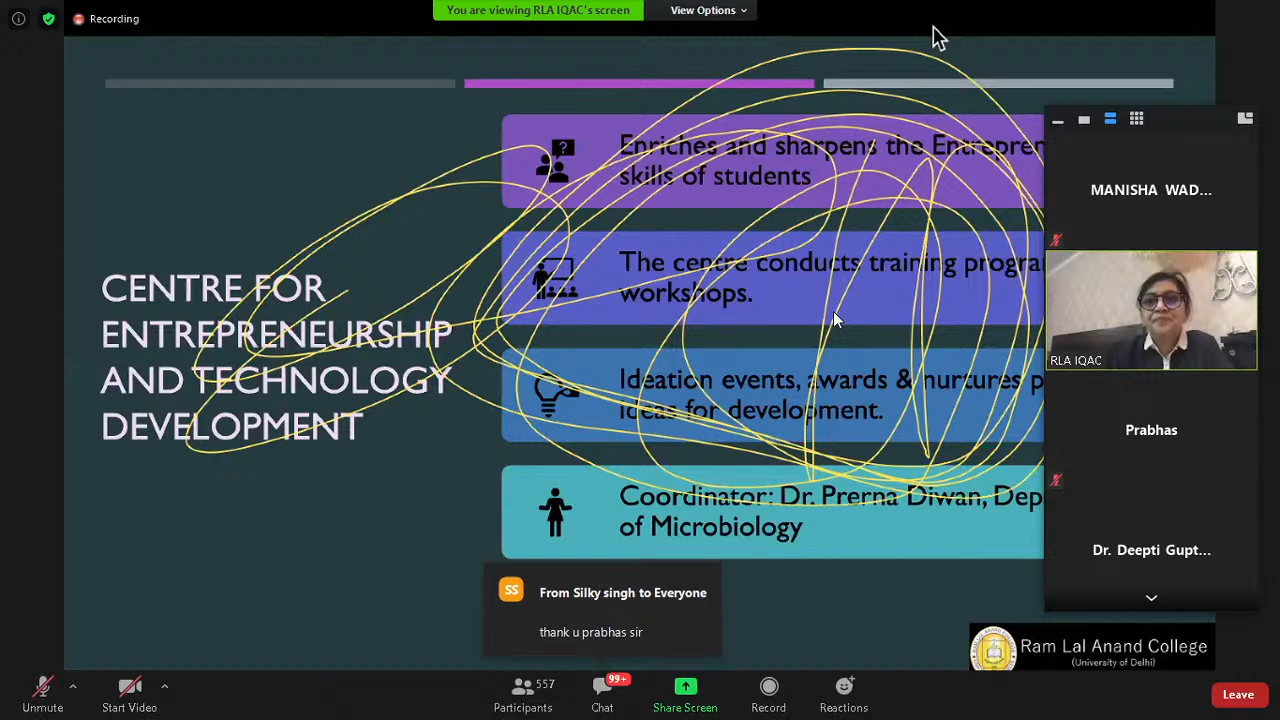 Recording
You are viewing RLA IQAC's screen
View Options
CENTRE FOR
ENTREPRENEURSHIP
AND TECHNOLOGY
DEVELOPMENT
?
Enriches and sharpens the Entrepren
skills of students
The centre conducts training progra
workshops.
Ideation events, awards & nurtures p
ideas for development.
Coordinator: Dr. Prerna Diwan, Dep
of Microbiology
MANISHA WAD...
RLA IQAC
Prabhas
Dr. Deepti Gupt...
SS
From Silky singh to Everyone
thank u prabhas sir
Ram Lal Anand College
(University of Delhi)
Unmute
Start Video
557
Participants
99+
Chat
Share Screen
Record
Reactions
Leave